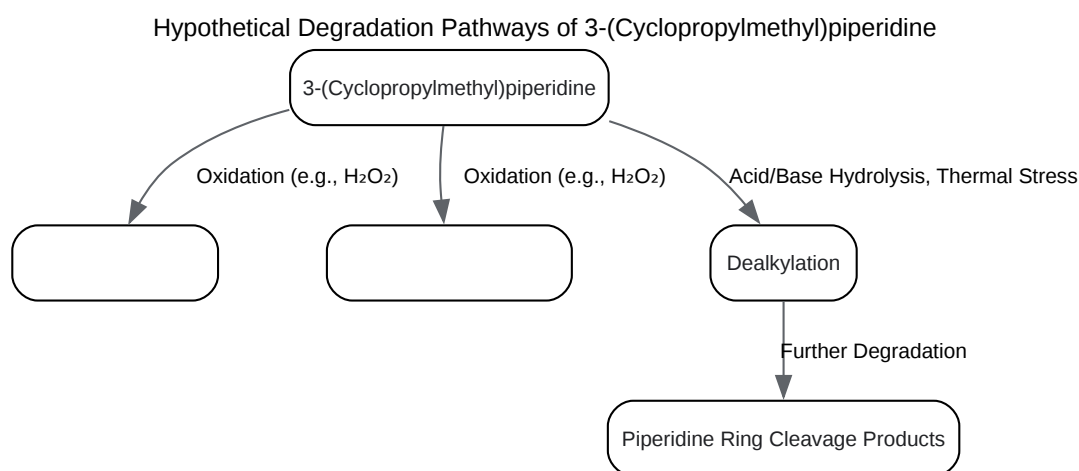 Hypothetical Degradation Pathways of 3-(Cyclopropylmethyl)piperidine
3-(Cyclopropylmethyl)piperidine
Oxidation (e.g., H₂O₂)
Oxidation (e.g., H₂O₂)
Acid/Base Hydrolysis, Thermal Stress
Dealkylation
Further Degradation
Piperidine Ring Cleavage Products